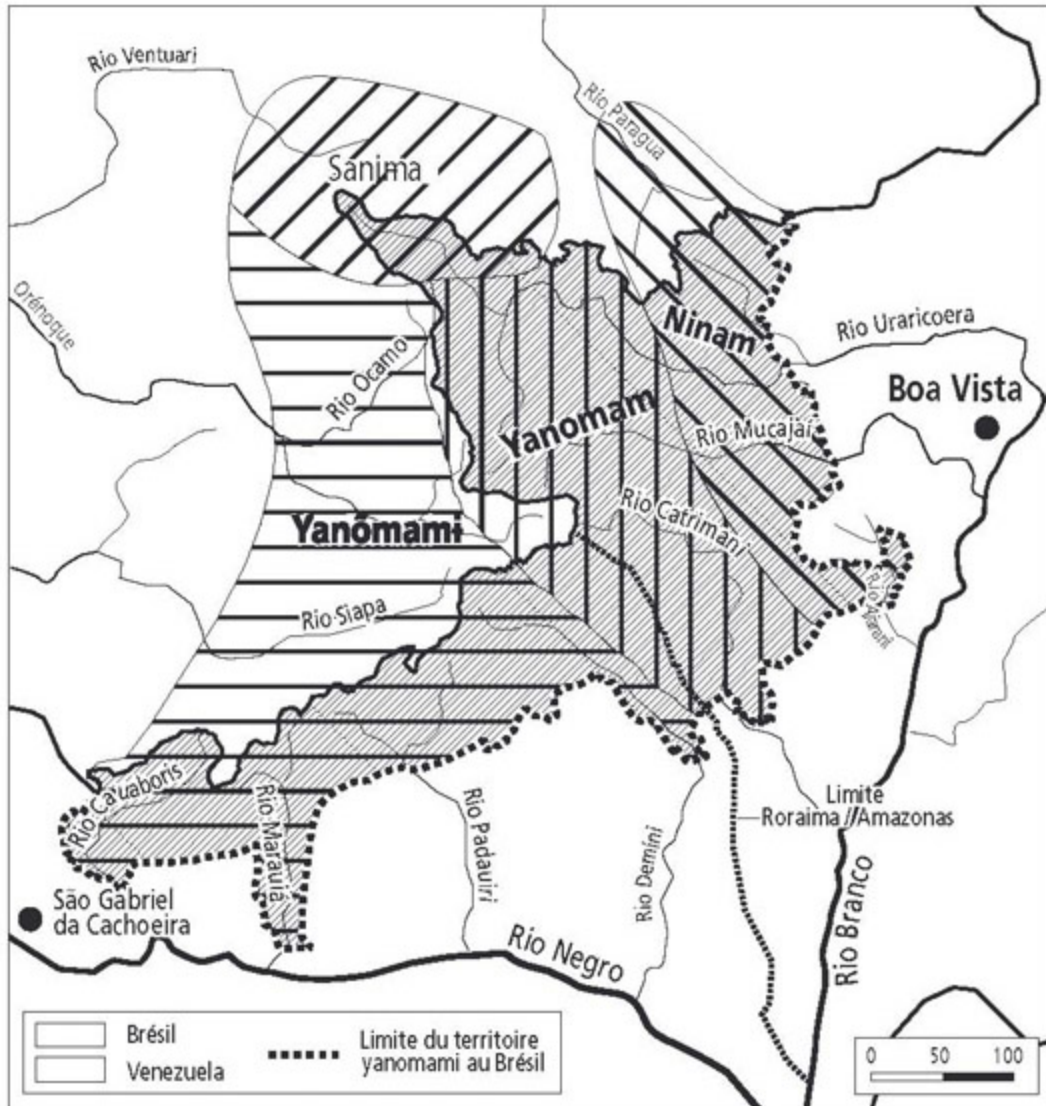 Rio Ventuari
Rio Paragua
Sanima
Orénoque
Rio Uraricoera
Ninam
Rio Ocamo
Boa Vista
Yanomam
Rio Mucajaí
Rio Catrimani
Yanomami
Rio Siapa
Rio Ajarani
Rio Cauaboris
Rio Marauiá
Rio Padauiri
Rio Demini
Limite
Roraima / Amazonas
São Gabriel
da Cachoeira
Rio Negro
Rio Branco
Brésil
Venezuela
Limite du territoire
yanomami au Brésil
0 50 100